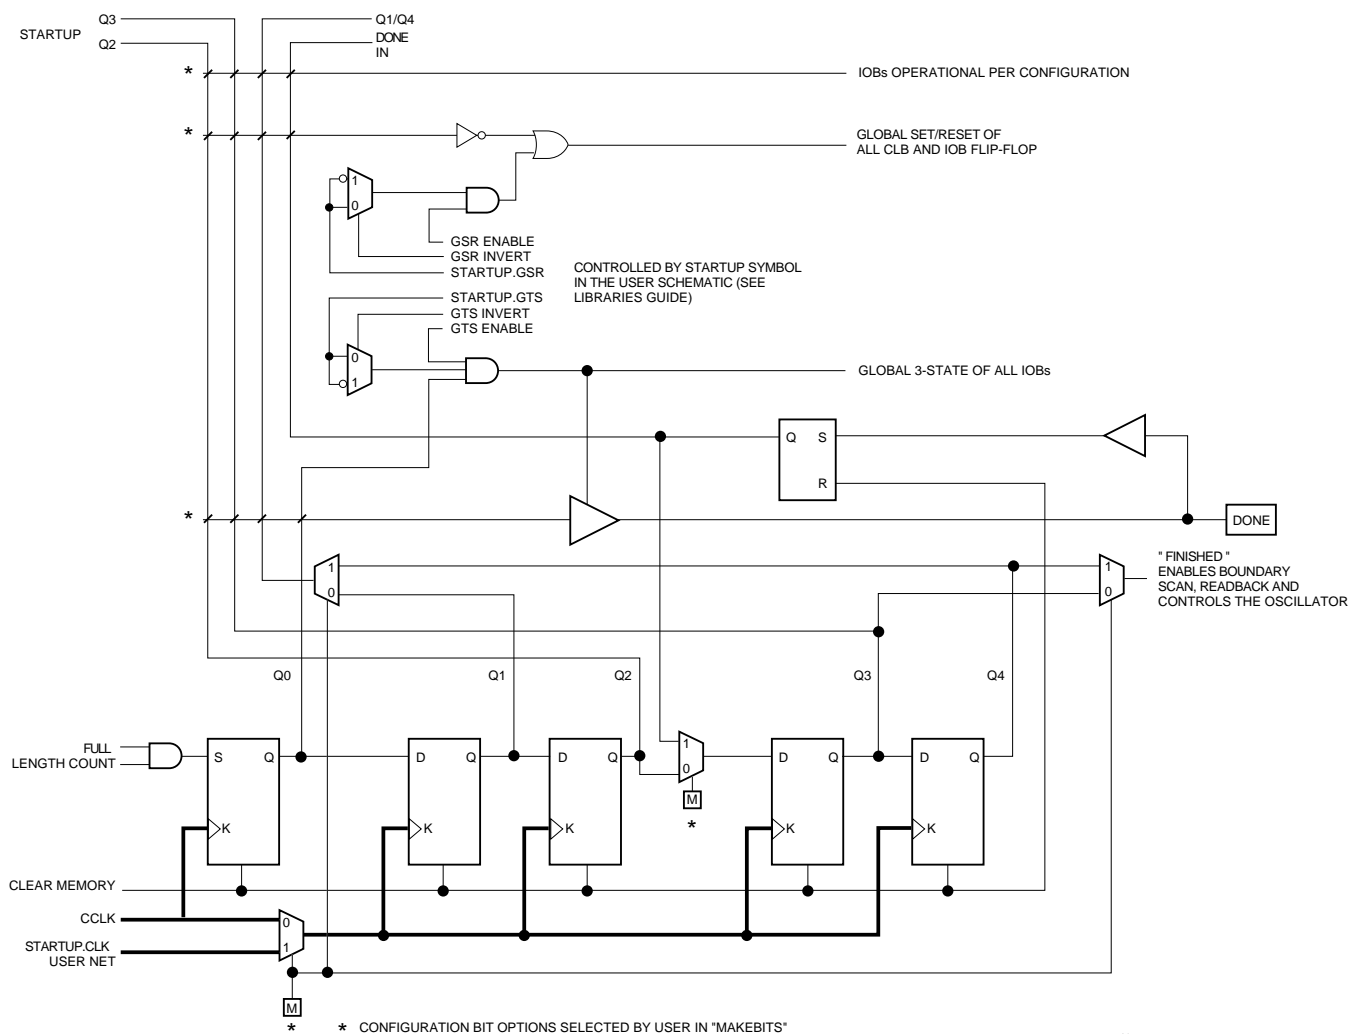 STARTUP
Q3
Q2
Q1/Q4
DONE
IN
*
IOBs OPERATIONAL PER CONFIGURATION
*
GLOBAL SET/RESET OF
ALL CLB AND IOB FLIP-FLOP
1
0
GSR ENABLE
GSR INVERT
STARTUP.GSR
CONTROLLED BY STARTUP SYMBOL
IN THE USER SCHEMATIC (SEE
LIBRARIES GUIDE)
STARTUP.GTS
GTS INVERT
GTS ENABLE
0
1
GLOBAL 3-STATE OF ALL IOBs
Q S
R
*
DONE
1
0
1
0
" FINISHED "
ENABLES BOUNDARY
SCAN, READBACK AND
CONTROLS THE OSCILLATOR
Q0
Q1
Q2
Q3
Q4
FULL
LENGTH COUNT
S Q
K
D Q
K
D Q
K
1
0
M
*
D Q
K
D Q
K
CLEAR MEMORY
CCLK
STARTUP.CLK
USER NET
0
1
M
*
* CONFIGURATION BIT OPTIONS SELECTED BY USER IN "MAKEBITS"